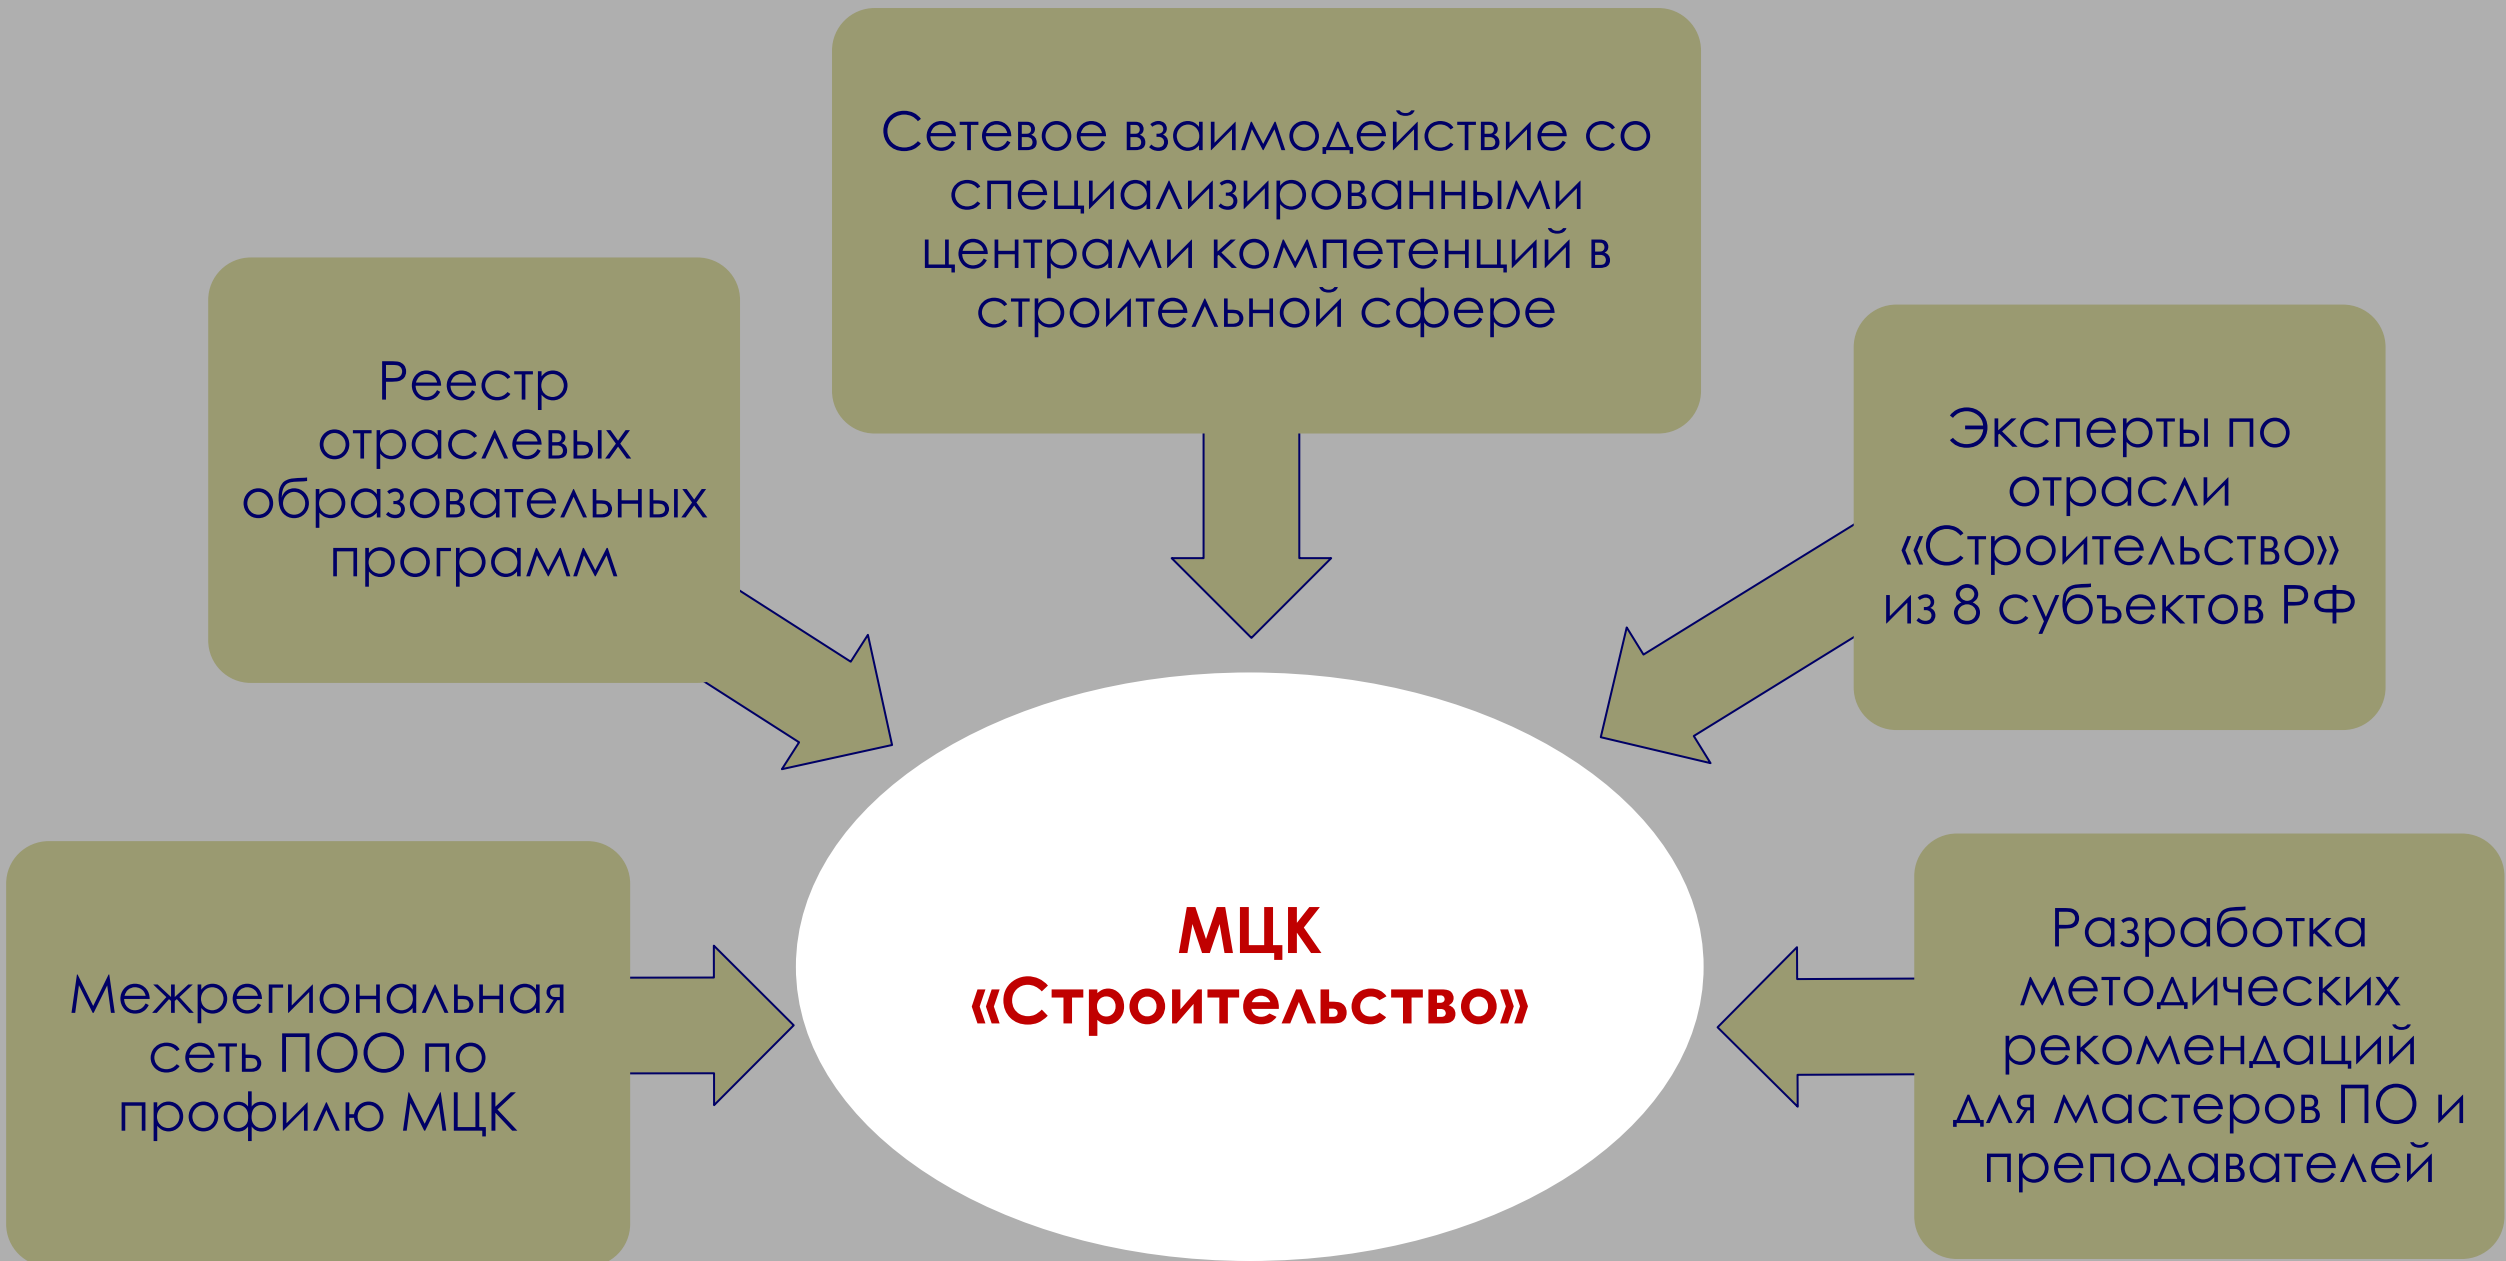 Сетевое взаимодействие со
специализированными
центрами компетенций в
строительной сфере
Реестр
отраслевых
образовательных
программ
Эксперты по
отрасли
«Строительство»
из 8 субъектов РФ
Межрегиональная
сеть ПОО по
профилю МЦК
МЦК
«Строительство»
Разработка
методических
рекомендаций
для мастеров ПО и
преподавателей